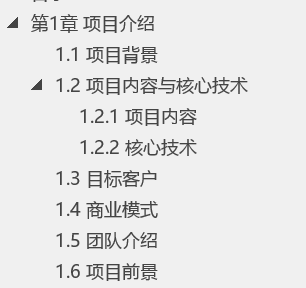 第1章 项目介绍
1.1 项目背景
1.2 项目内容与核心技术
1.2.1 项目内容
1.2.2 核心技术
1.3 目标客户
1.4 商业模式
1.5 团队介绍
1.6 项目前景